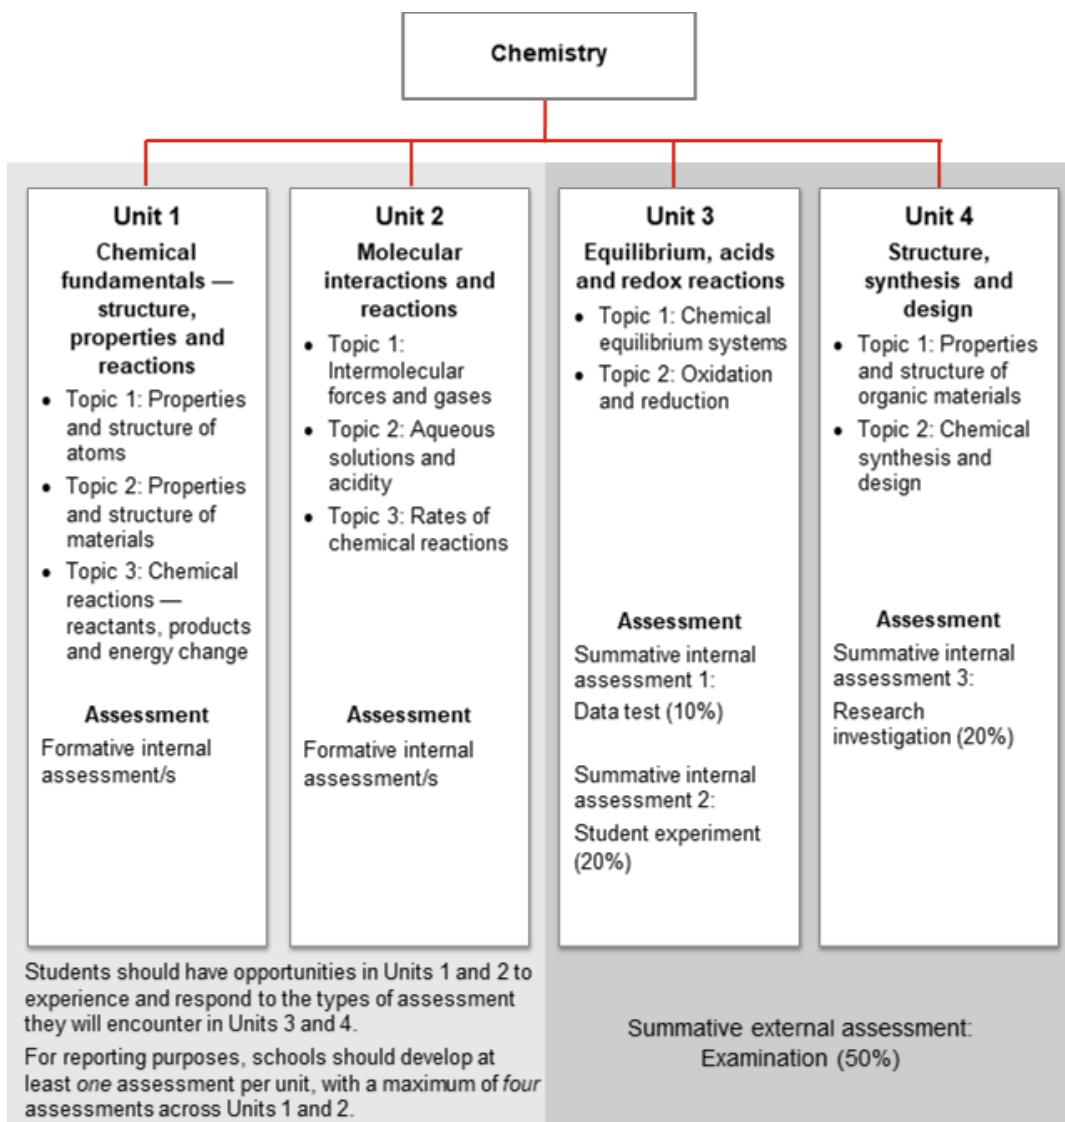 Chemistry
Unit 1
Chemical
fundamentals —
structure,
properties and
reactions
• Topic 1: Properties
and structure of
atoms
• Topic 2: Properties
and structure of
materials
• Topic 3: Chemical
reactions —
reactants, products
and energy change
Assessment
Formative internal
assessment/s
Unit 2
Molecular
interactions and
reactions
• Topic 1:
Intermolecular
forces and gases
• Topic 2: Aqueous
solutions and
acidity
• Topic 3: Rates of
chemical reactions
Assessment
Formative internal
assessment/s
Unit 3
Equilibrium, acids
and redox reactions
• Topic 1: Chemical
equilibrium systems
• Topic 2: Oxidation
and reduction
Assessment
Summative internal
assessment 1:
Data test (10%)
Summative internal
assessment 2:
Student experiment
(20%)
Unit 4
Structure,
synthesis and
design
• Topic 1: Properties
and structure of
organic materials
• Topic 2: Chemical
synthesis and
design
Assessment
Summative internal
assessment 3:
Research
investigation (20%)
Students should have opportunities in Units 1 and 2 to
experience and respond to the types of assessment
they will encounter in Units 3 and 4.
For reporting purposes, schools should develop at
least one assessment per unit, with a maximum of four
assessments across Units 1 and 2.
Summative external assessment:
Examination (50%)